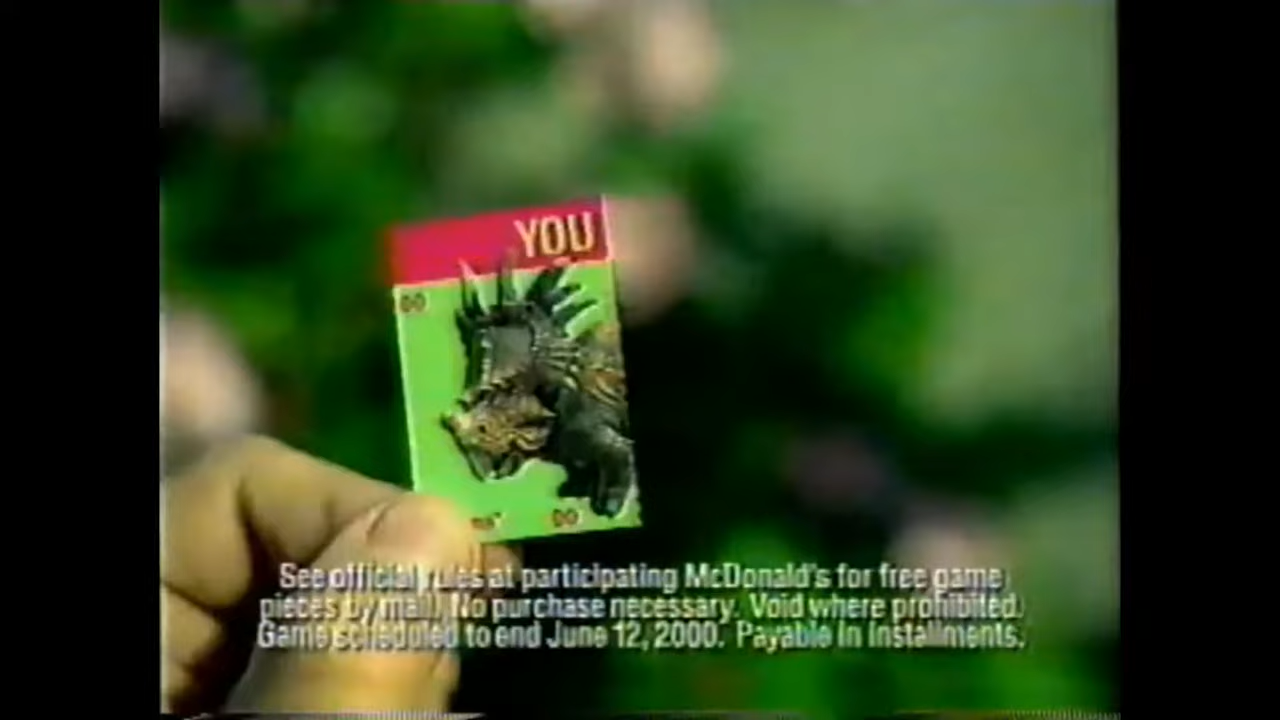 YOU
See official rules at participating McDonald's for free game
pieces by mail. No purchase necessary. Void where prohibited.
Game scheduled to end June 12, 2000. Payable in installments.